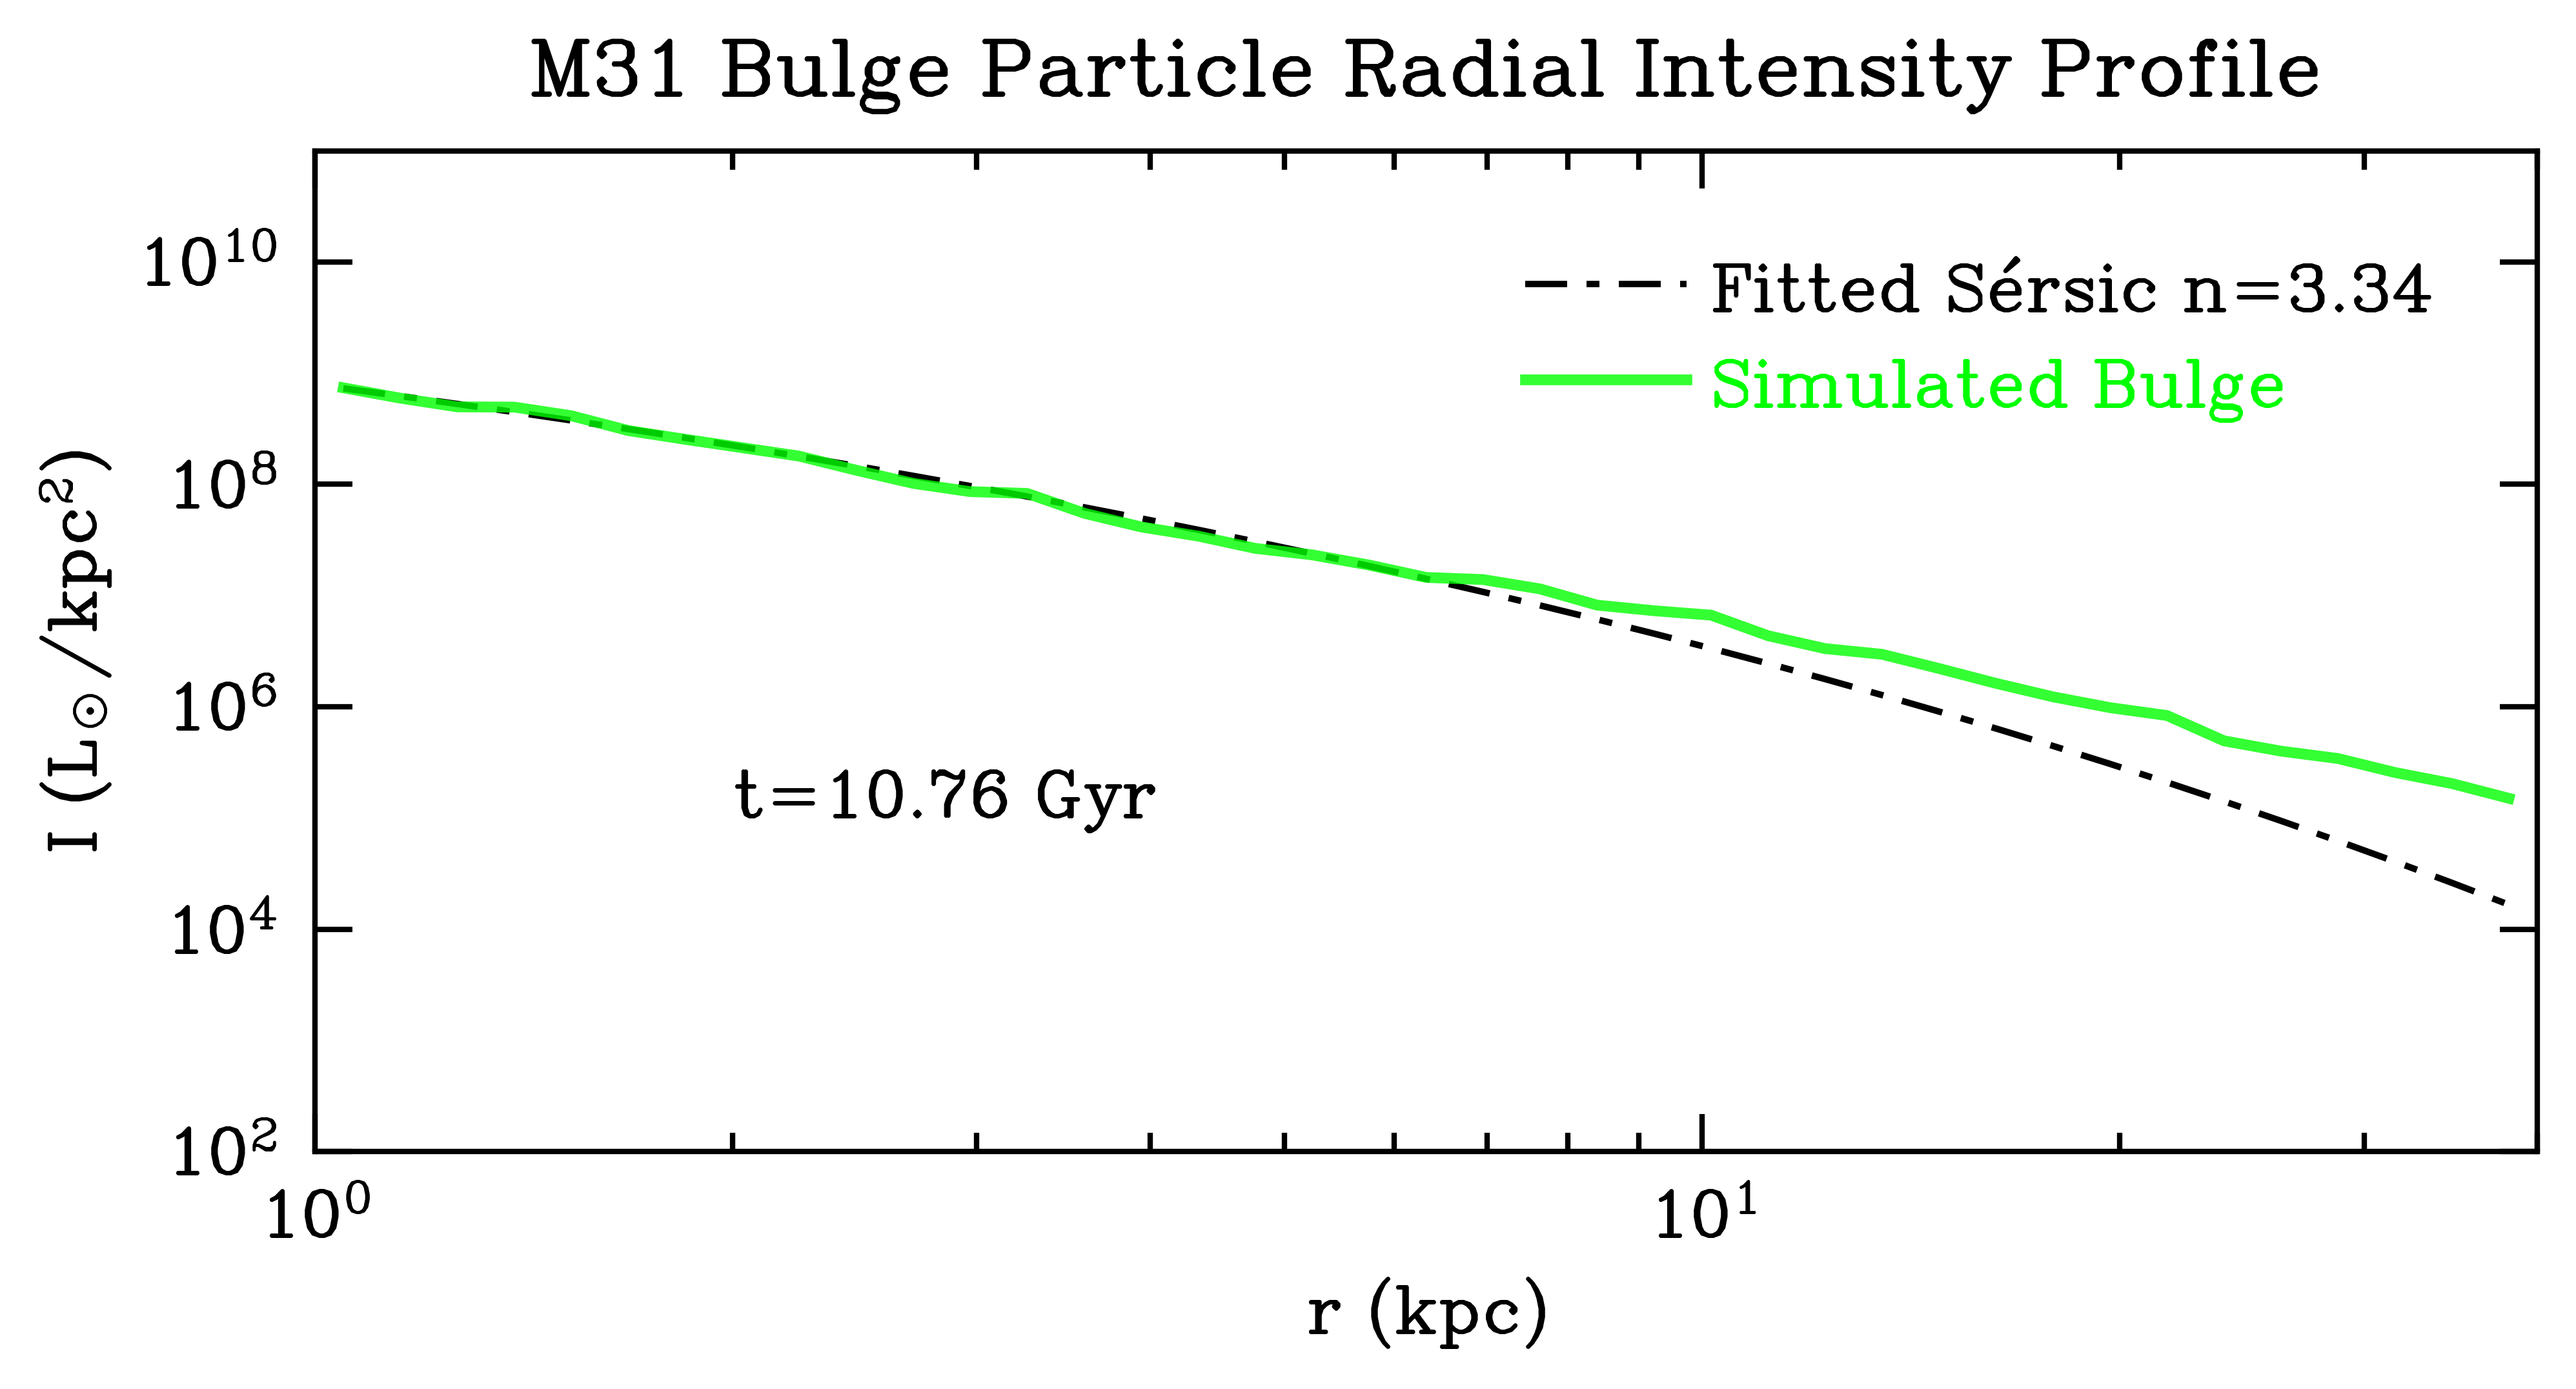 M31 Bulge Particle Radial Intensity Profile
10¹⁰
Fitted Sérsic n=3.34
Simulated Bulge
10⁸
I (L⊙/kpc²)
10⁶
t=10.76 Gyr
10⁴
10²
10⁰ 10¹
r (kpc)